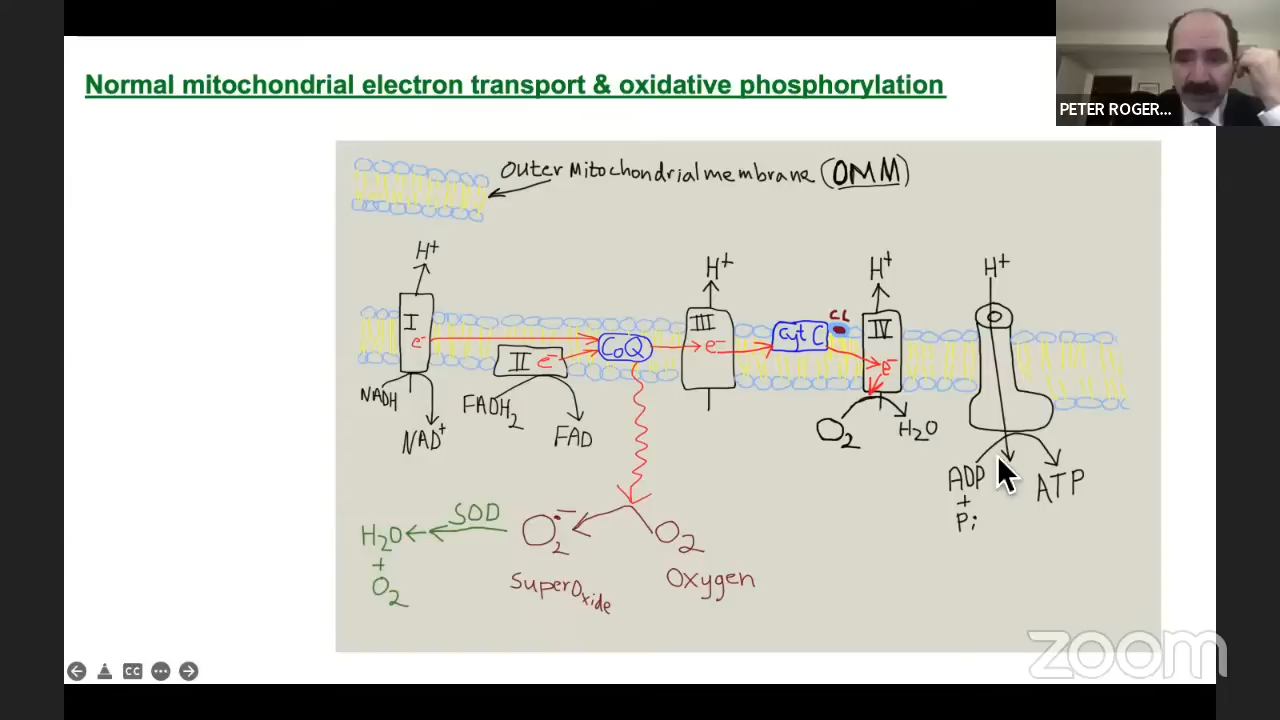 Normal mitochondrial electron transport & oxidative phosphorylation
PETER ROGER...
Outer Mitochondrial membrane (OMM)
H+
H+
H+
H+
I
e-
II
e-
CoQ
III
e-
Cyt C
CL
IV
e-
NADH
NAD+
FADH2
FAD
O2
H2O
ADP
+
Pi
ATP
H2O
+
O2
SOD
O2•-
SuperOxide
O2
Oxygen
CC
zoom